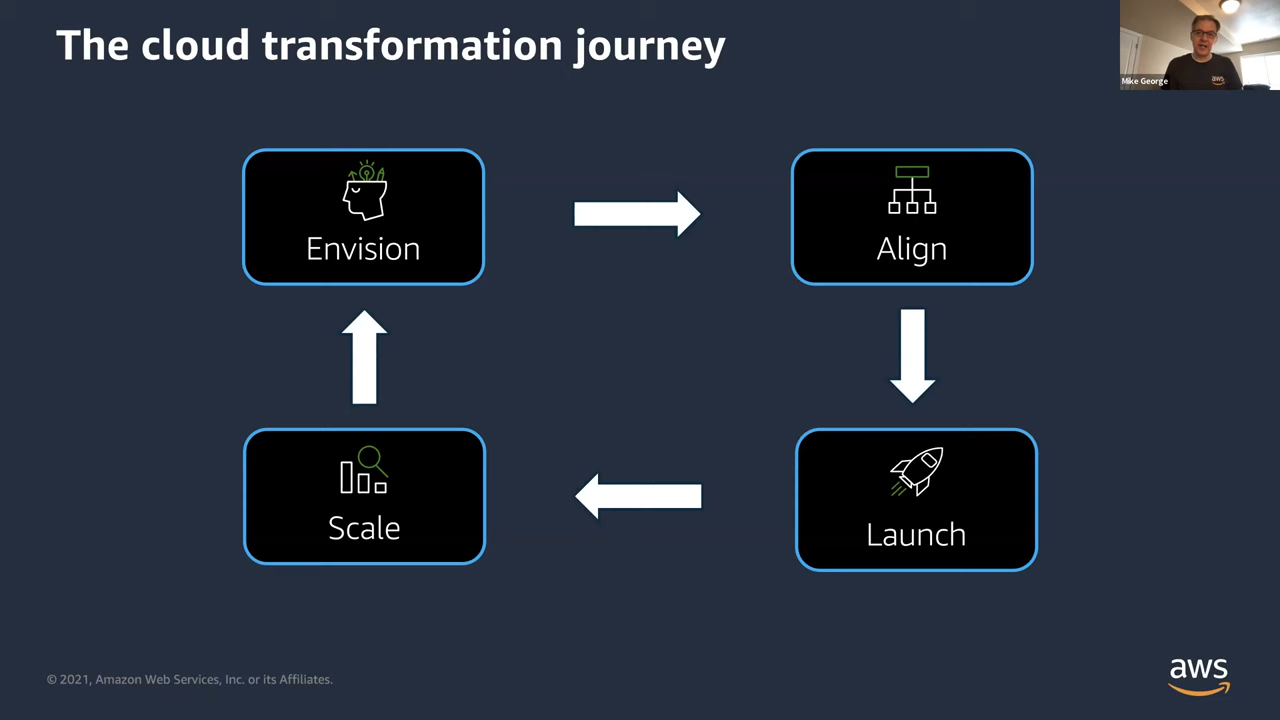 The cloud transformation journey
aws
Mike George
Envision
Align
Scale
Launch
© 2021, Amazon Web Services, Inc. or its Affiliates.
aws